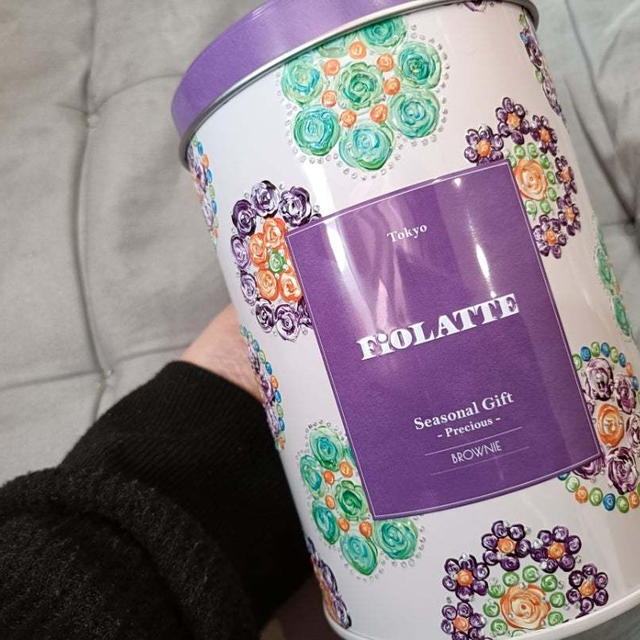 Tokyo
FiOLATTE
Seasonal Gift
- Precious -
BROWNIE